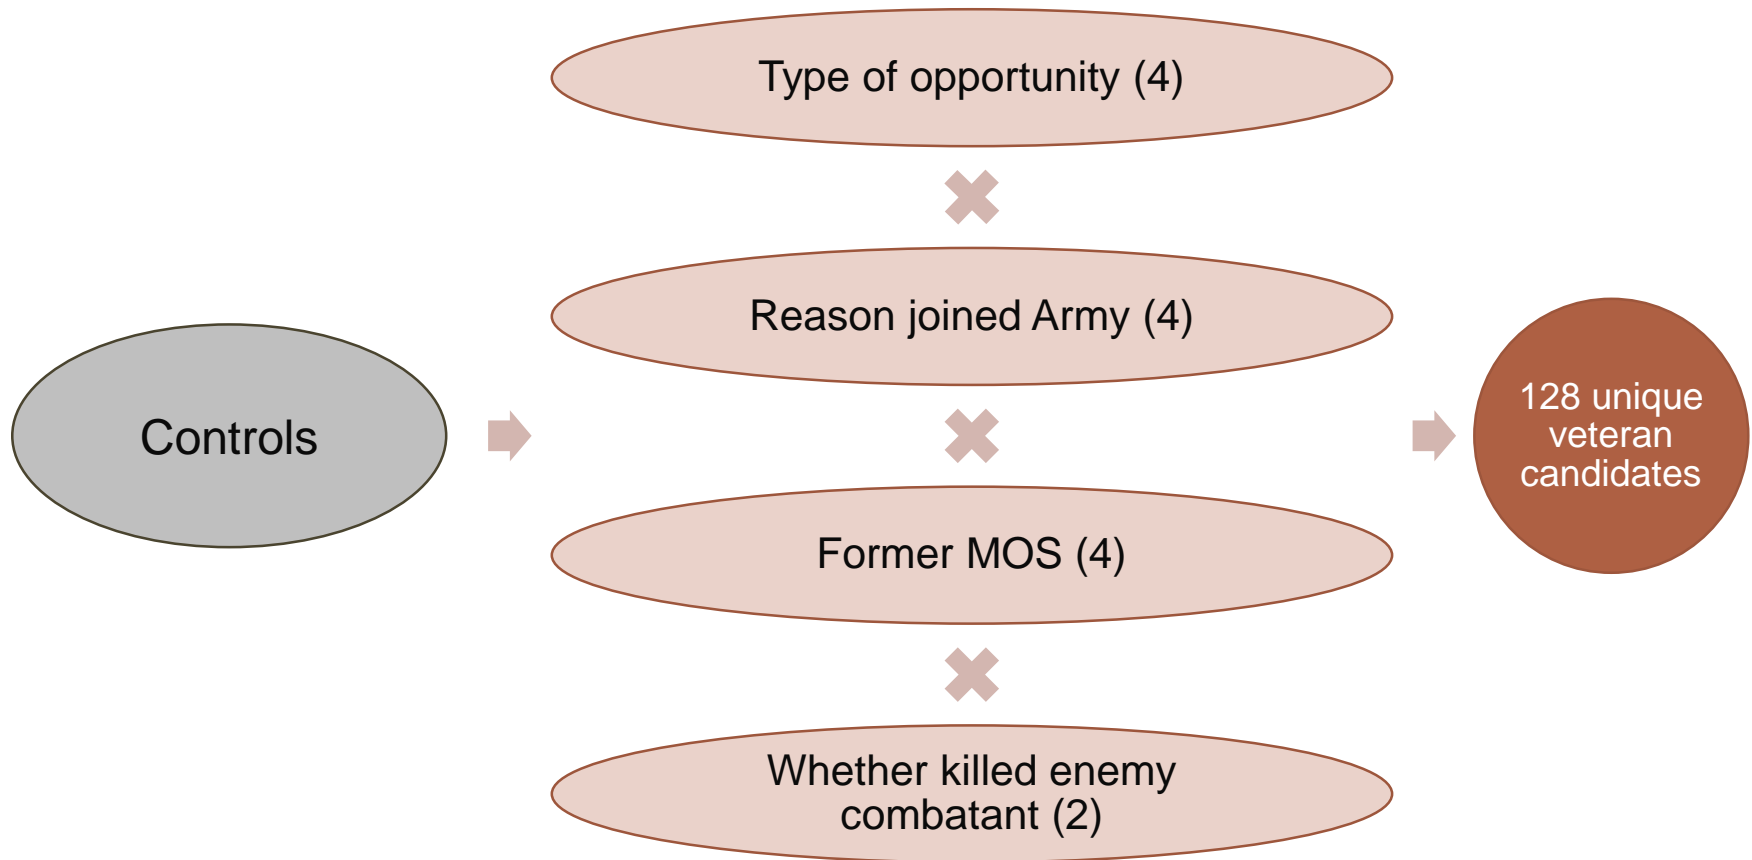 Type of opportunity (4)
Reason joined Army (4)
Controls
128 unique
veteran
candidates
Former MOS (4)
Whether killed enemy
combatant (2)